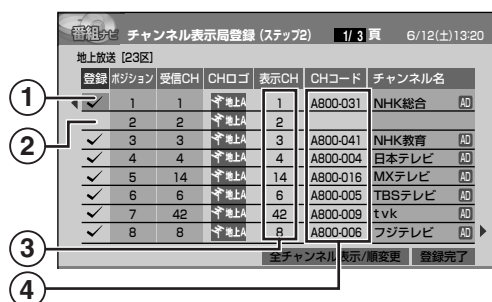 番組ナビ チャンネル表示局登録 (ステップ2) 1/ 3 頁 6/12(土)13:20
地上放送 [23区]
登録 ポジション 受信CH CHロゴ 表示CH CHコード チャンネル名
① 1 1 地上A 1 A800-031 NHK総合 AD
② 2 2 地上A 2
3 3 地上A 3 A800-041 NHK教育 AD
4 4 地上A 4 A800-004 日本テレビ AD
5 14 地上A 14 A800-016 MXテレビ AD
6 6 地上A 6 A800-005 TBSテレビ AD
7 42 地上A 42 A800-009 tvk AD
8 8 地上A 8 A800-006 フジテレビ AD
③ 全チャンネル表示/順変更 登録完了
④